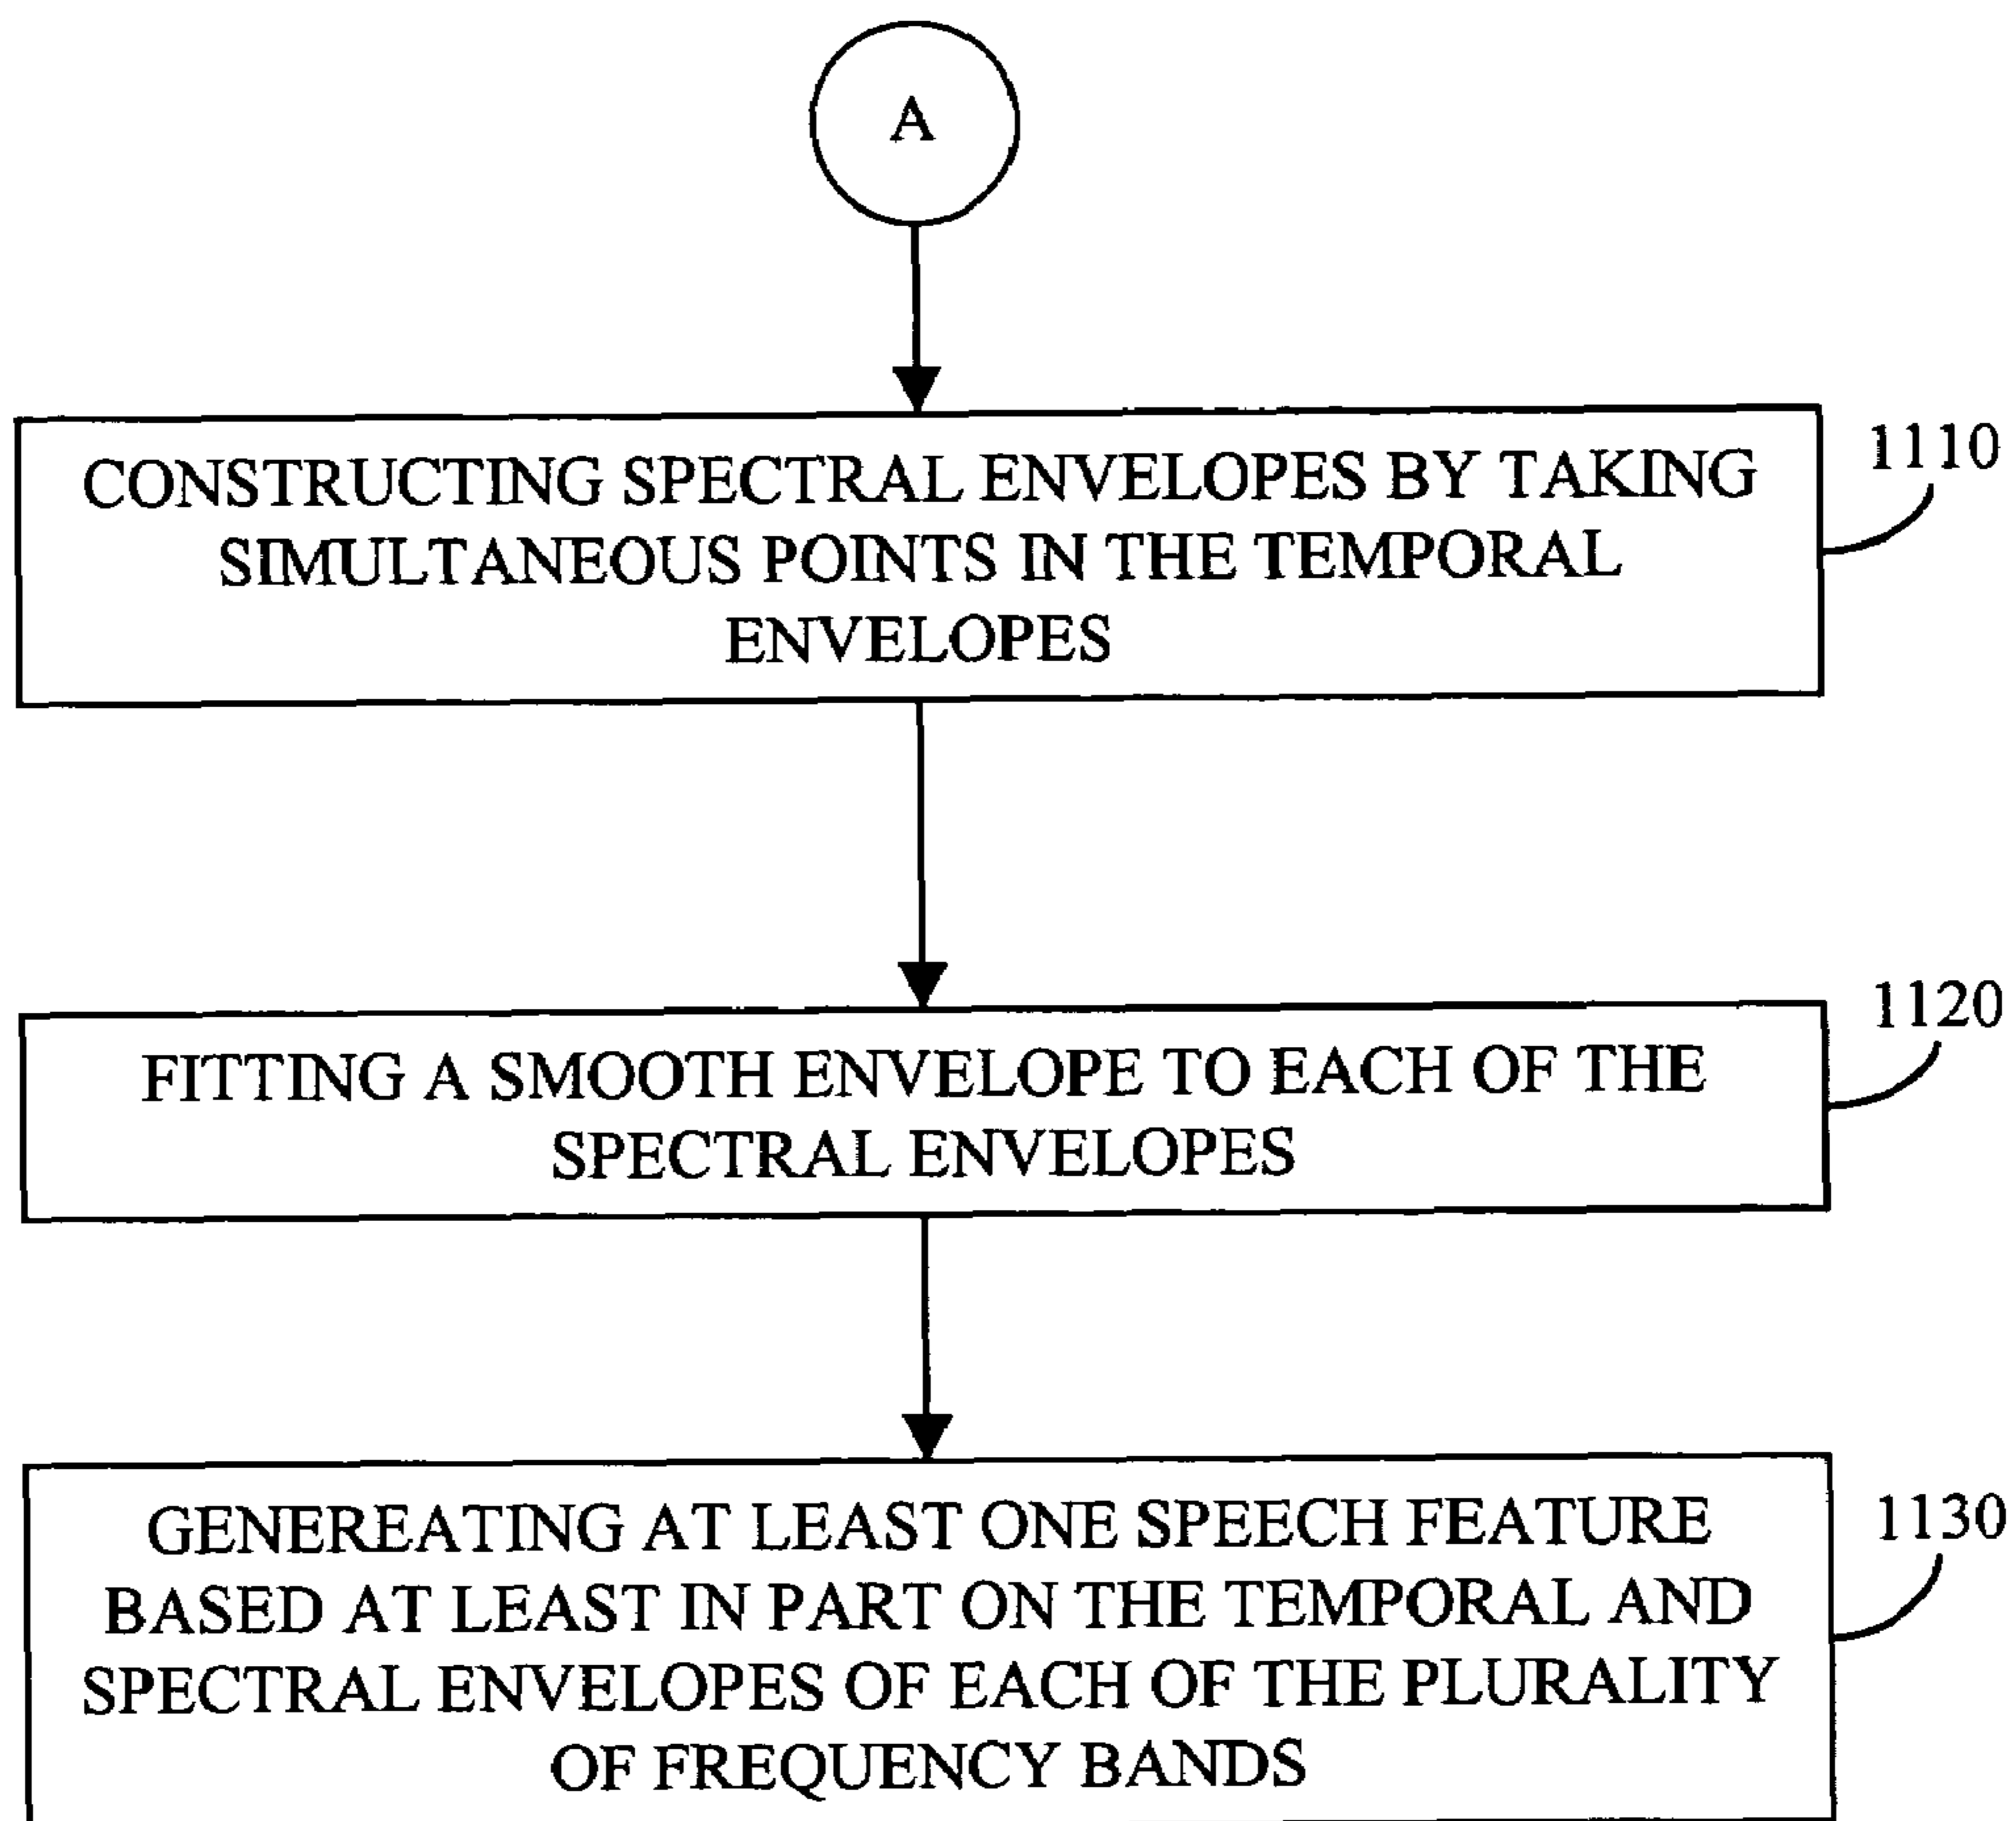 A
CONSTRUCTING SPECTRAL ENVELOPES BY TAKING
SIMULTANEOUS POINTS IN THE TEMPORAL
ENVELOPES
1110
FITTING A SMOOTH ENVELOPE TO EACH OF THE
SPECTRAL ENVELOPES
1120
GENEREATING AT LEAST ONE SPEECH FEATURE
BASED AT LEAST IN PART ON THE TEMPORAL AND
SPECTRAL ENVELOPES OF EACH OF THE PLURALITY
OF FREQUENCY BANDS
1130